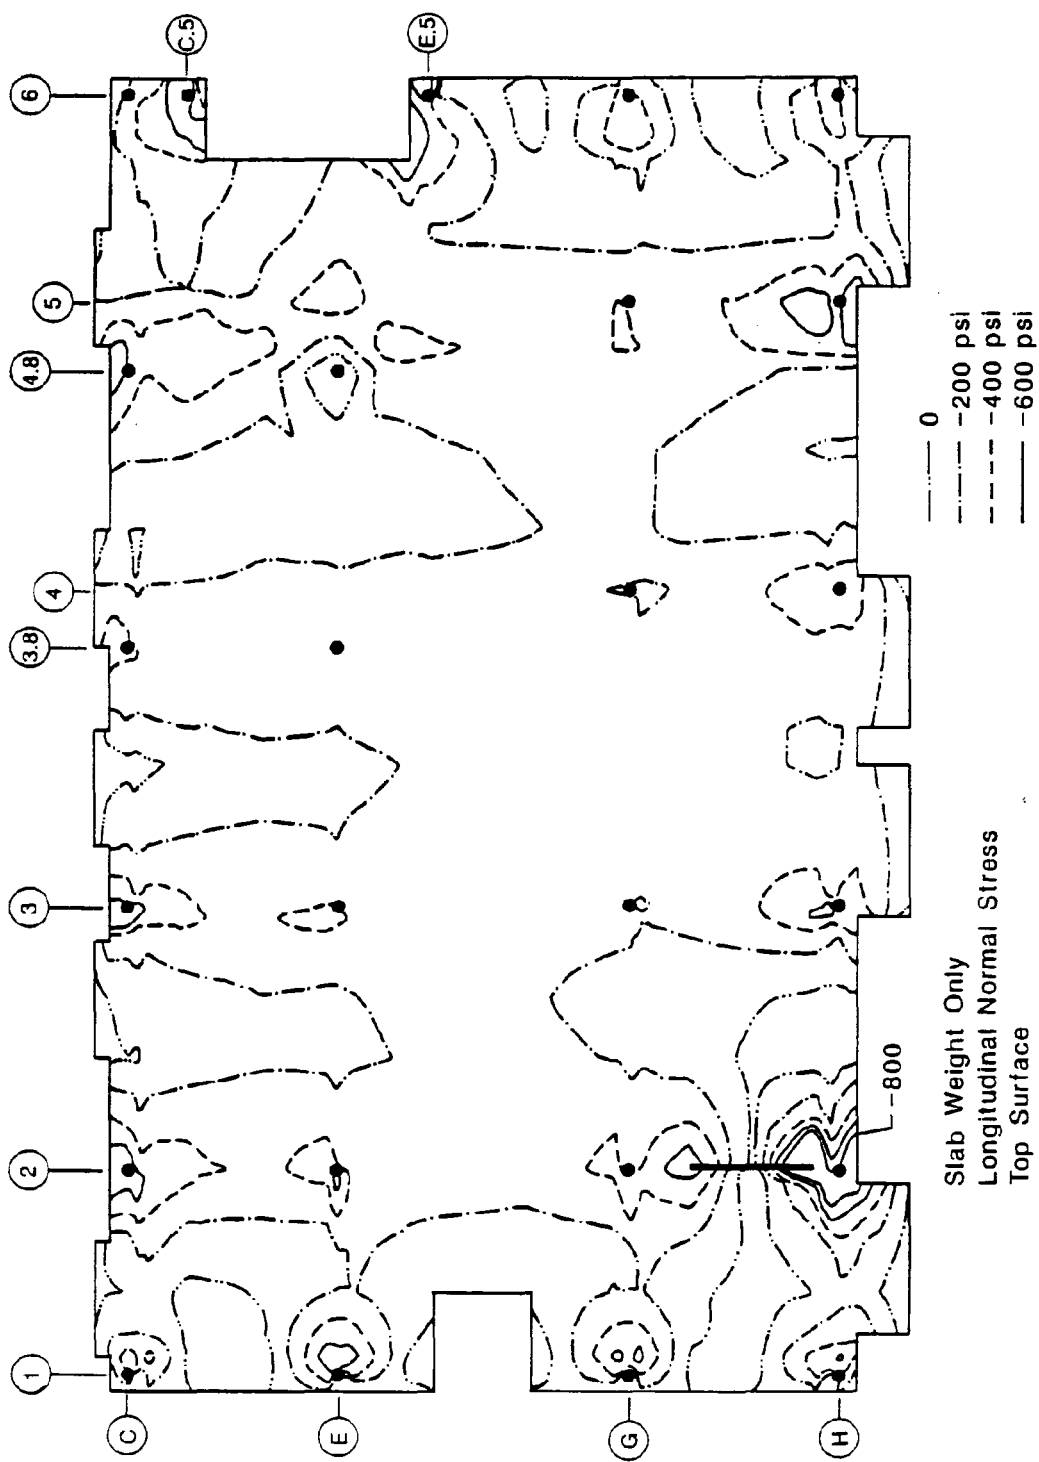 6
C.5
E.5
5
4.8
4
3.8
3
2
1
C
E
G
H
-800
0
-200 psi
-400 psi
-600 psi
Slab Weight Only
Longitudinal Normal Stress
Top Surface